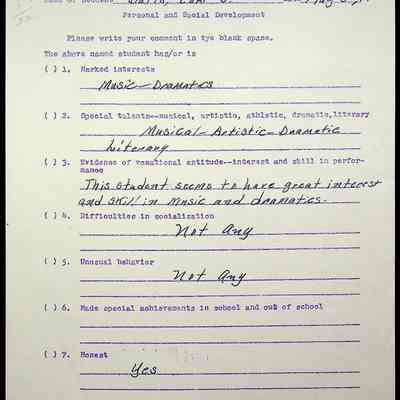 Personal and Social Development
Please write your comment in tye blank space.
The above named student has/or is
( ) 1. Marked interests
Music - Dramatics
( ) 2. Special talents--musical, artistic, athletic, dramatic,literary
Musical - Artistic - Dramatic
Literary
( ) 3. Evidence of vocational aptitude--interest and skill in perfor-
mance
This student seems to have great interest
and skill in music and dramatics.
( ) 4. Difficulties in socialization
Not Any
( ) 5. Unusual behavior
Not Any
( ) 6. Made special achievements in school and out of school
( ) 7. Honest
Yes